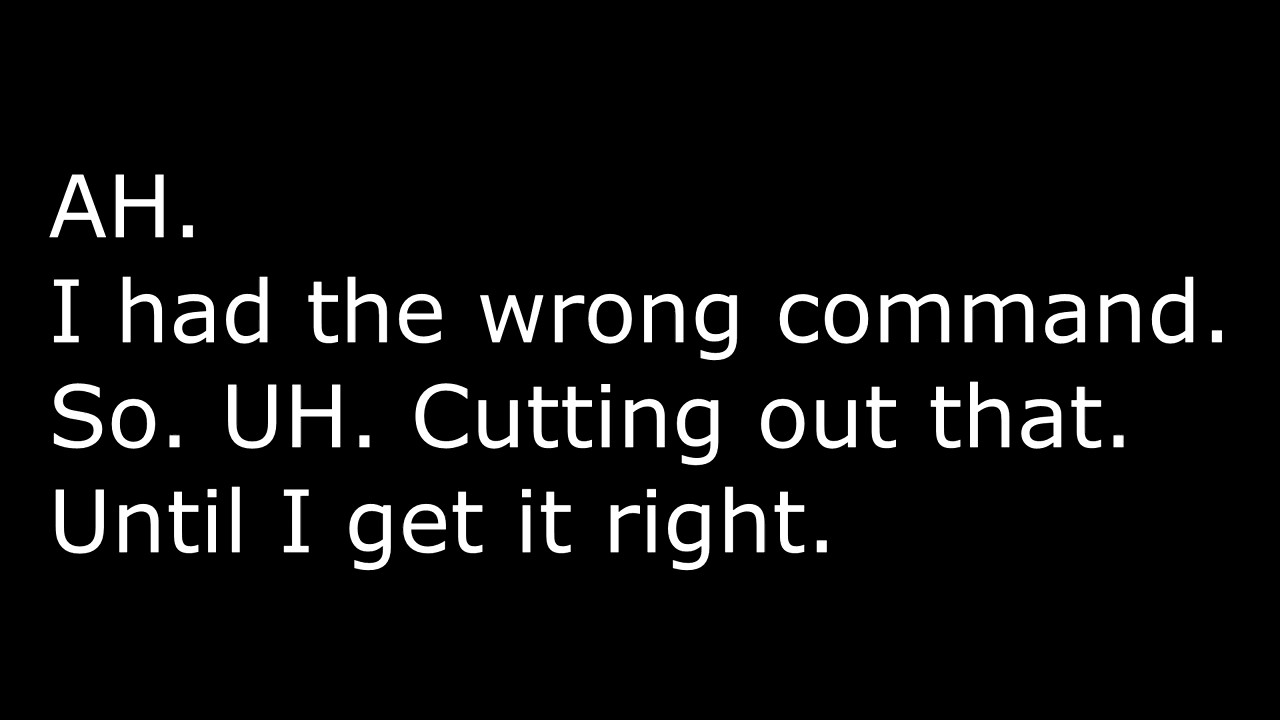 AH.
I had the wrong command.
So. UH. Cutting out that.
Until I get it right.